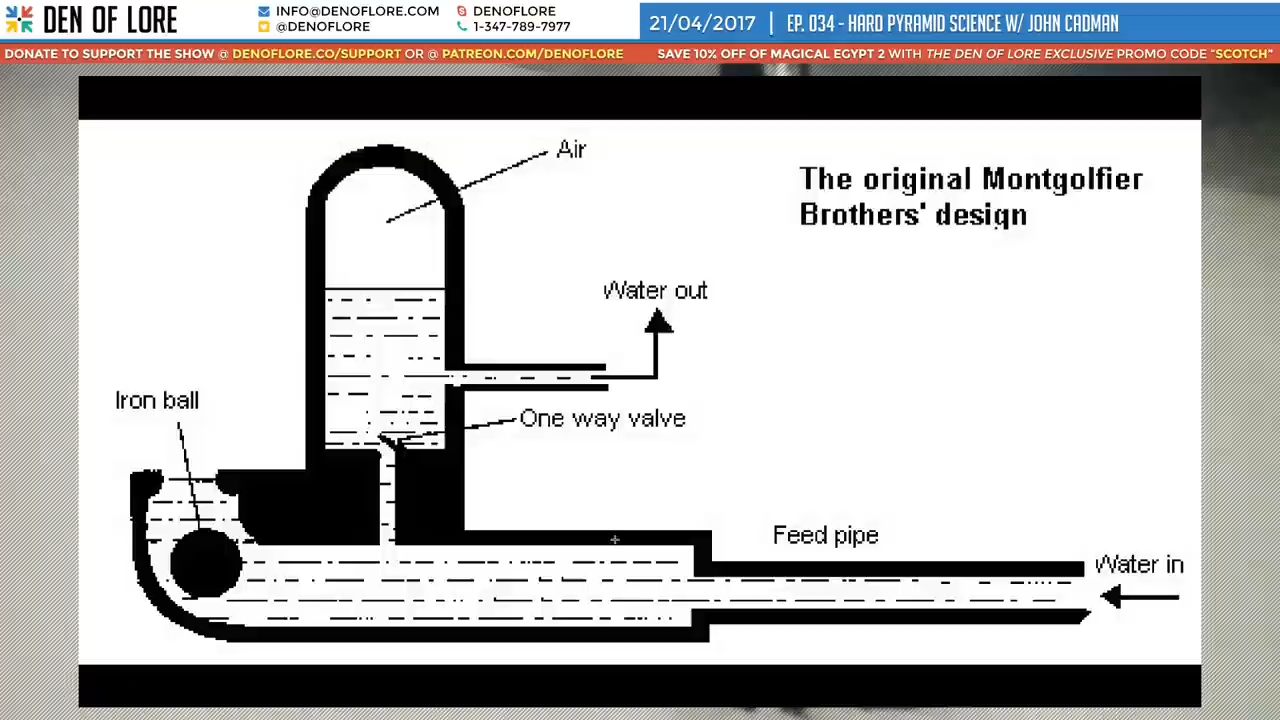 DEN OF LORE
INFO@DENOFLORE.COM
@DENOFLORE
DENOFLORE
1-347-789-7977
21/04/2017 | EP. 034 - HARD PYRAMID SCIENCE W/ JOHN CADMAN
DONATE TO SUPPORT THE SHOW @ DENOFLORE.CO/SUPPORT OR @ PATREON.COM/DENOFLORE
SAVE 10% OFF OF MAGICAL EGYPT 2 WITH THE DEN OF LORE EXCLUSIVE PROMO CODE "SCOTCH"
Air
The original Montgolfier
Brothers' design
Water out
Iron ball
One way valve
Feed pipe
Water in